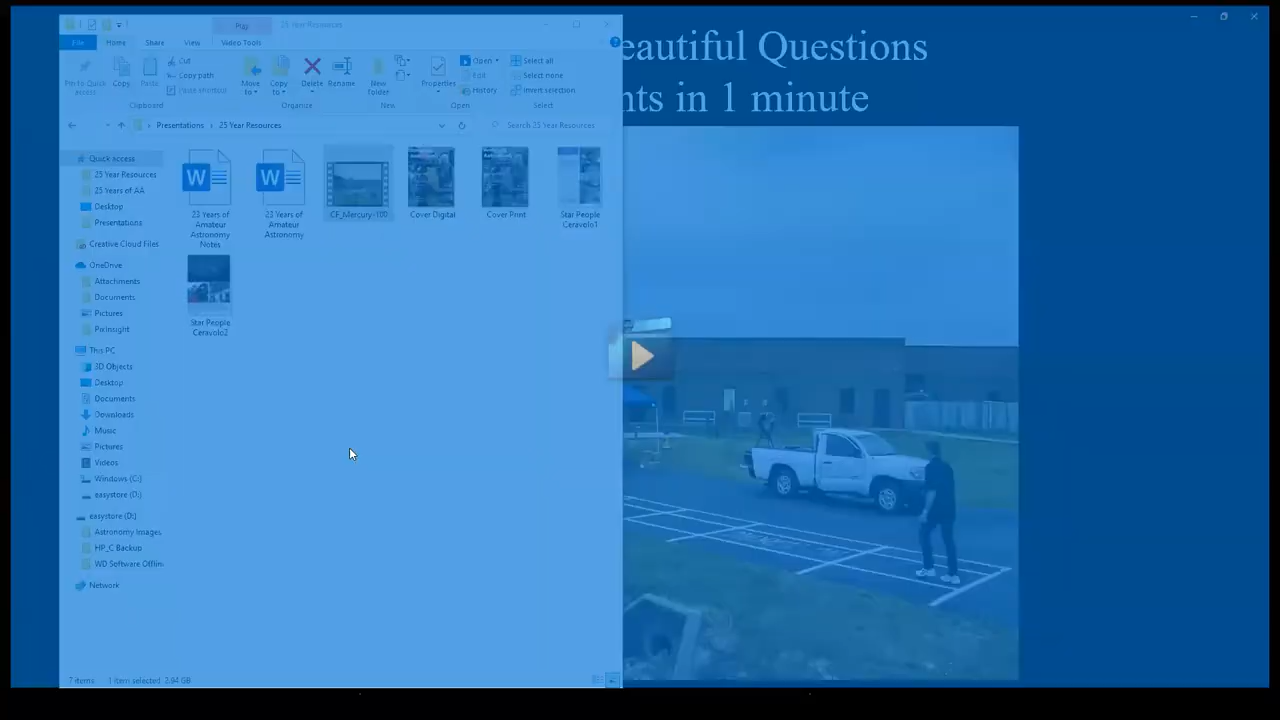 Play
25 Year Resources
File
Home
Share
View
Video Tools
Pin to Quick access
Copy
Paste
Cut
Copy path
Paste shortcut
Clipboard
Move to
Copy to
Delete
Rename
Organize
New folder
New
Properties
Open
Edit
History
Open
Select all
Select none
Invert selection
Select
Presentations
25 Year Resources
Search 25 Year Resources
eautiful Questions
nts in 1 minute
Quick access
25 Year Resources
25 Years of AA
Desktop
Presentations
Creative Cloud Files
OneDrive
Attachments
Documents
Pictures
PixInsight
This PC
3D Objects
Desktop
Documents
Downloads
Music
Pictures
Videos
Windows (C:)
easystore (D:)
easystore (D:)
Astronomy Images
HP_C Backup
WD Software Offlin
Network
W
23 Years of
Amateur
Astronomy
Notes
W
23 Years of
Amateur
Astronomy
CF_Mercury-100
Cover Digital
Cover Print
Star People
Ceravolo1
Star People
Ceravolo2
7 items
1 item selected 2.94 GB